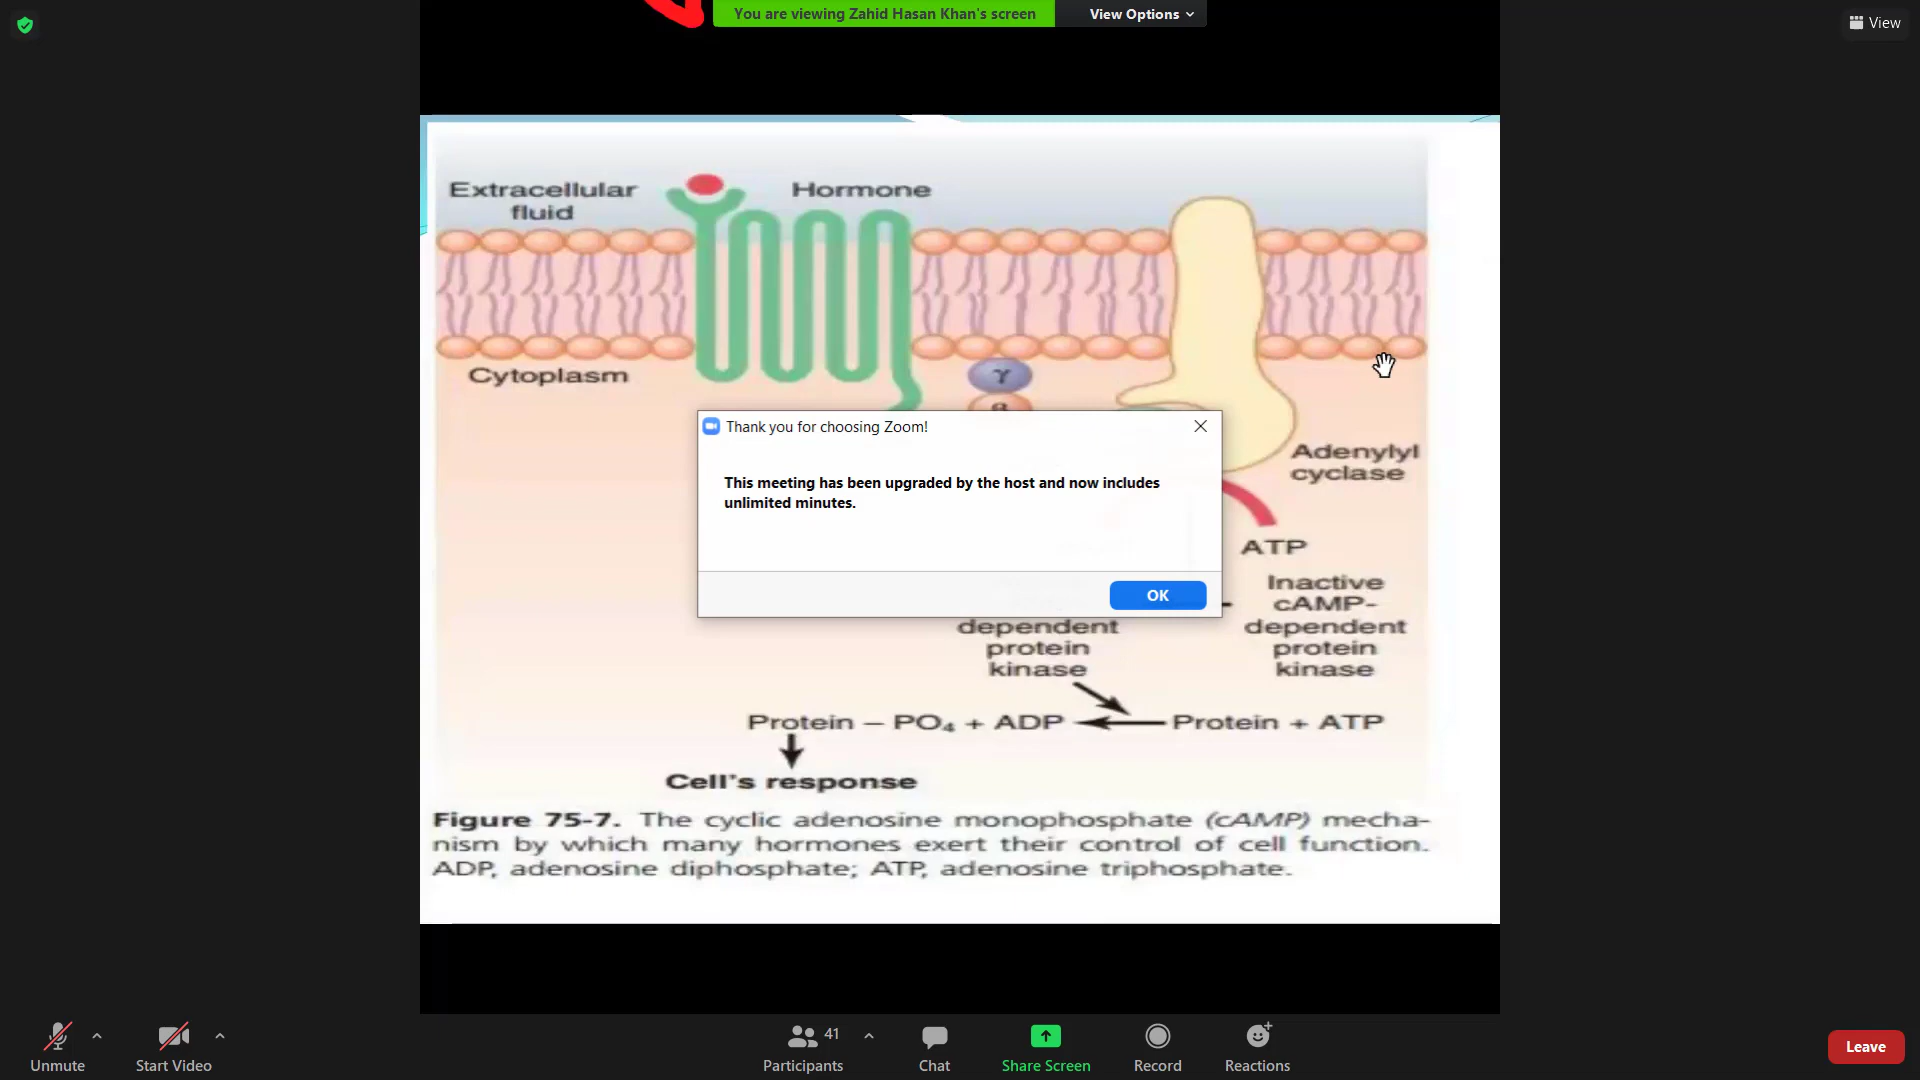 You are viewing Zahid Hasan Khan's screen
View Options
View
Extracellular
fluid
Hormone
Cytoplasm
γ
Thank you for choosing Zoom!
This meeting has been upgraded by the host and now includes
unlimited minutes.
OK
Adenylyl
cyclase
ATP
Inactive
cAMP-
dependent
protein
kinase
dependent
protein
kinase
Protein – PO₄ + ADP
Protein + ATP
Cell's response
Figure 75-7. The cyclic adenosine monophosphate (cAMP) mecha-
nism by which many hormones exert their control of cell function.
ADP, adenosine diphosphate; ATP, adenosine triphosphate.
Unmute
Start Video
41
Participants
Chat
Share Screen
Record
Reactions
Leave